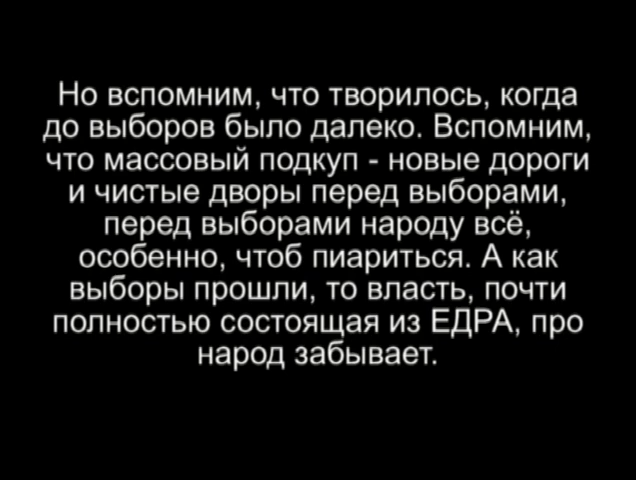 Но вспомним, что творилось, когда
до выборов было далеко. Вспомним,
что массовый подкуп - новые дороги
и чистые дворы перед выборами,
перед выборами народу всё,
особенно, чтоб пиариться. А как
выборы прошли, то власть, почти
полностью состоящая из ЕДРА, про
народ забывает.